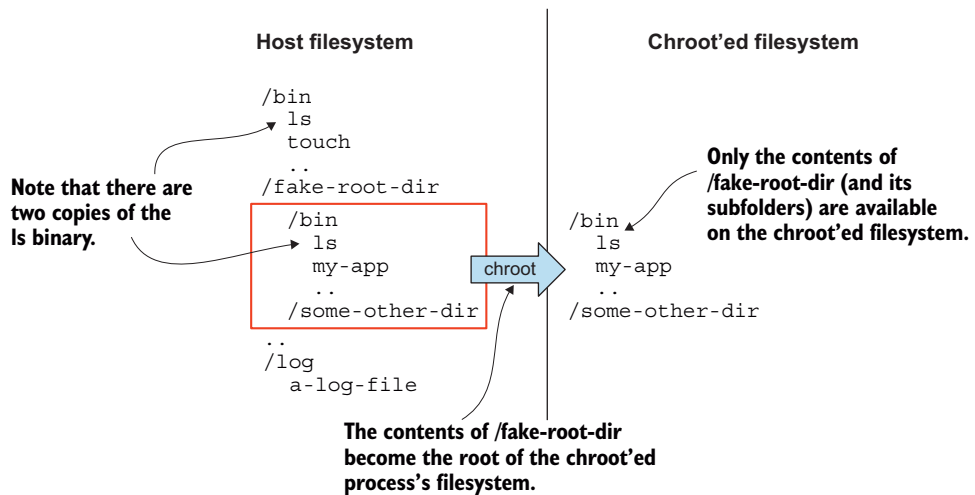 Host filesystem
Chroot'ed filesystem
/bin
ls
touch
..
/fake-root-dir
/bin
ls
my-app
..
/some-other-dir
..
/log
a-log-file
Note that there are
two copies of the
ls binary.
chroot
/bin
ls
my-app
..
/some-other-dir
Only the contents of
/fake-root-dir (and its
subfolders) are available
on the chroot'ed filesystem.
The contents of /fake-root-dir
become the root of the chroot'ed
process's filesystem.